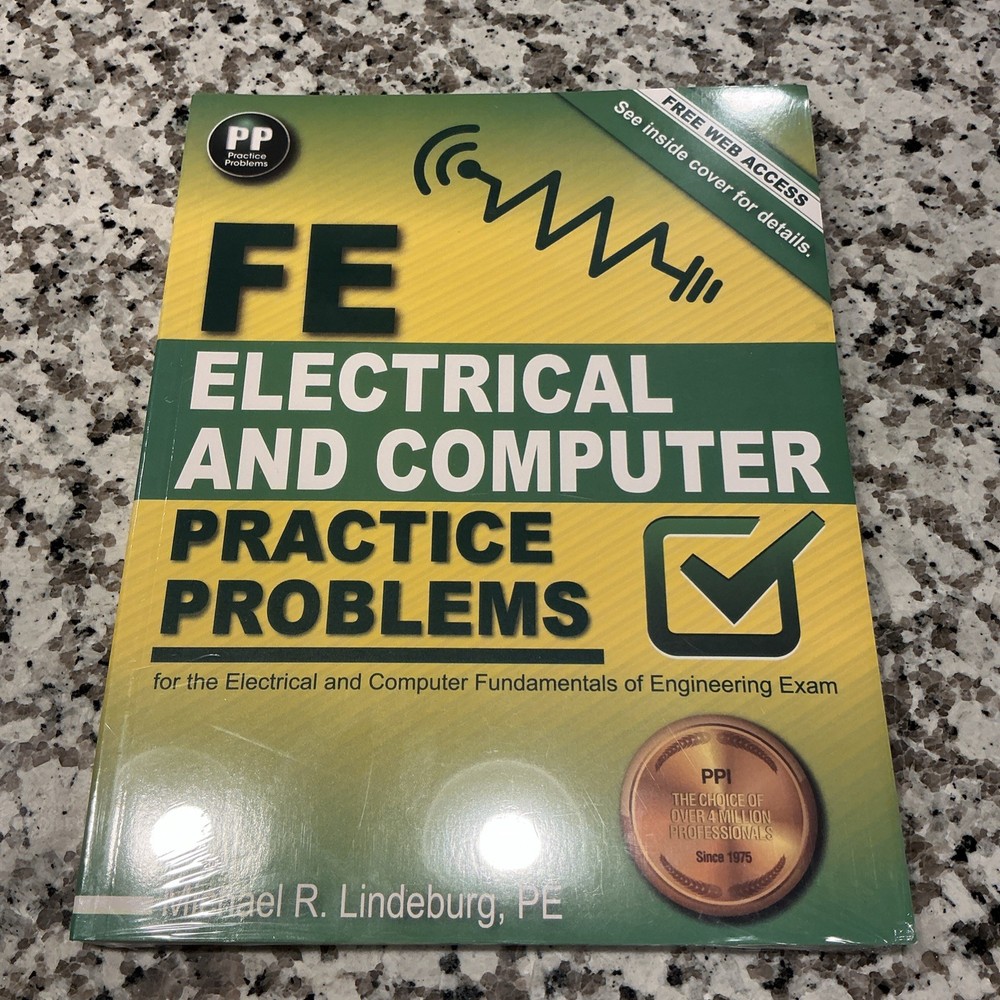 PP
Practice
Problems
FREE WEB ACCESS
See inside cover for details.
FE
ELECTRICAL
AND COMPUTER
PRACTICE
PROBLEMS
for the Electrical and Computer Fundamentals of Engineering Exam
PPI
THE CHOICE OF
OVER 4 MILLION
PROFESSIONALS
Since 1975
Michael R. Lindeburg, PE